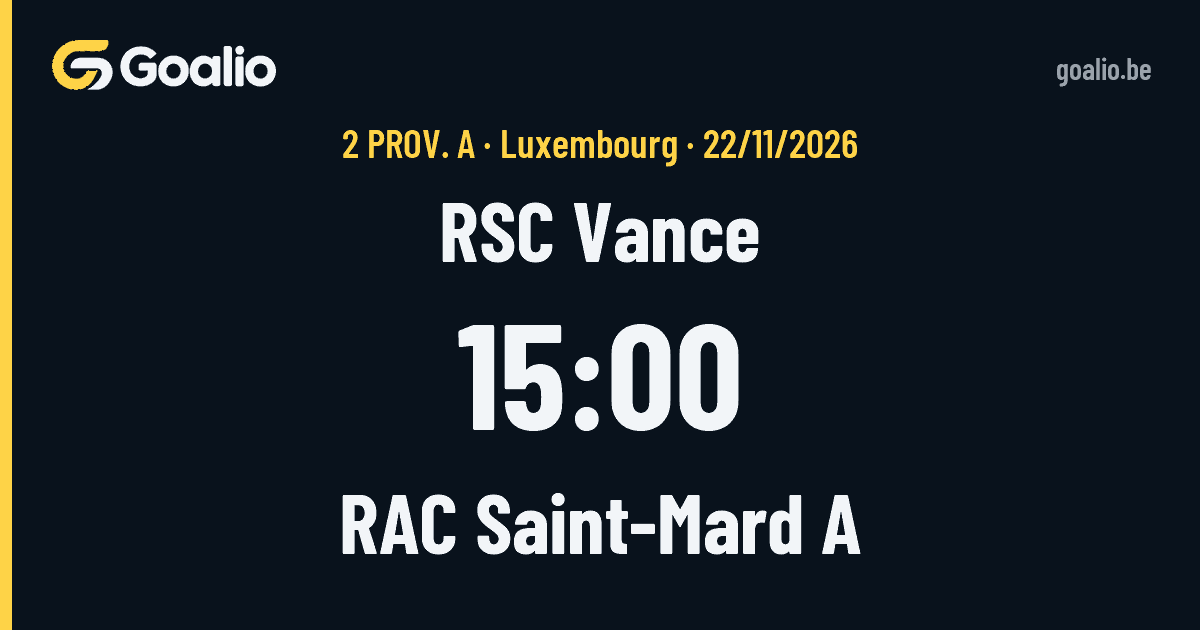 Goalio
goalio.be
2 PROV. A · Luxembourg · 22/11/2026
RSC Vance
15:00
RAC Saint-Mard A